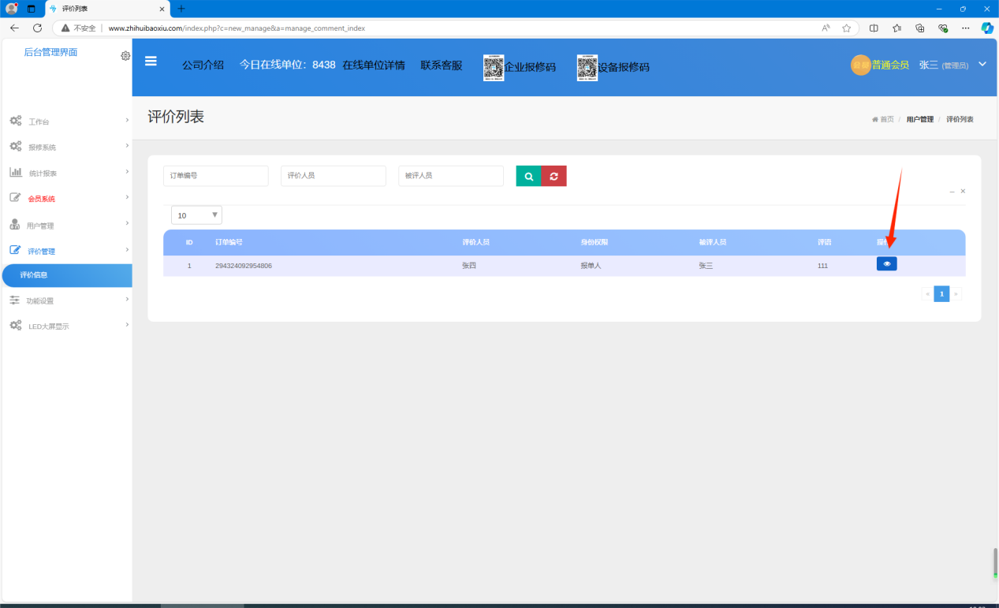 评价列表
不安全 | www.zhihuibaoxiu.com/index.php?c=new_manage&a=manage_comment_index
后台管理界面
公司介绍 今日在线单位：8438 在线单位详情 联系客服 企业报修码 设备报修码
普通会员 张三 (管理员)
评价列表
首页 / 用户管理 / 评价列表
工作台
报修系统
统计报表
会员系统
用户管理
评价管理
评价信息
功能设置
LED大屏显示
订单编号 评价人员 被评人员
10
ID 订单编号 评价人员 身份权限 被评人员 评语
1 294324092954806 张四 报单人 张三 111
« 1 »